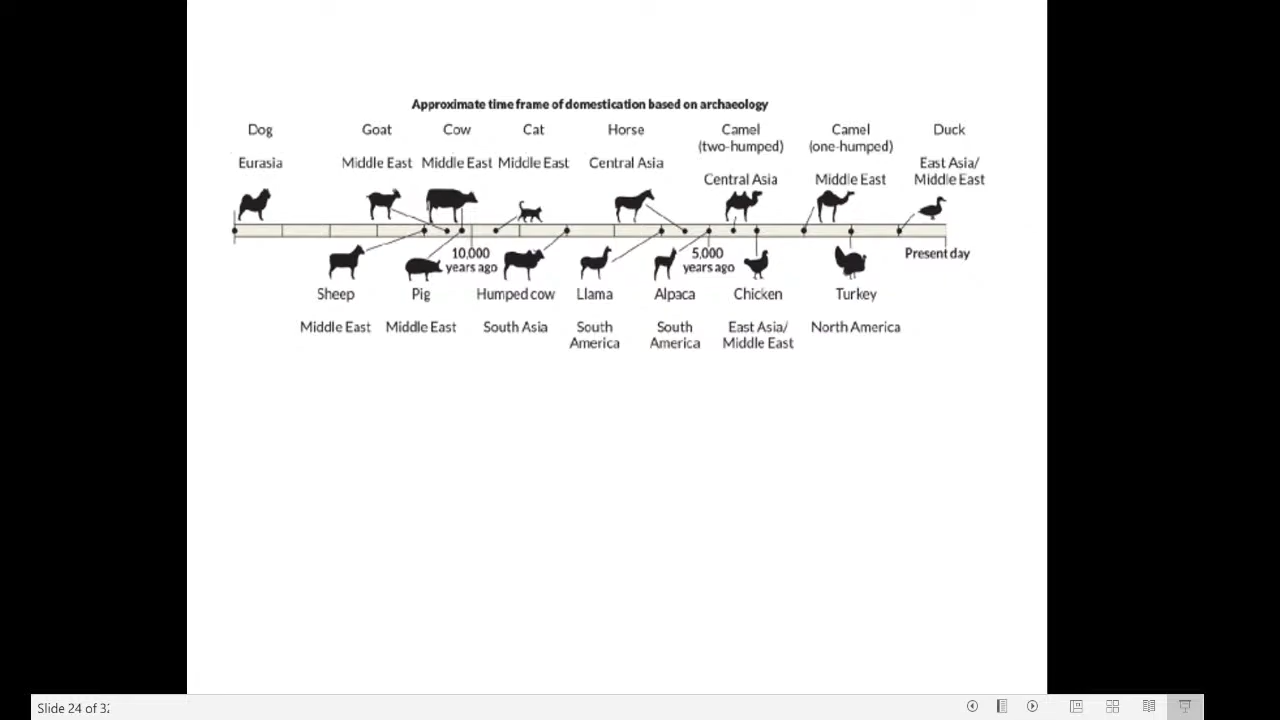 Approximate time frame of domestication based on archaeology
Dog Goat Cow Cat Horse Camel Camel Duck
(two-humped) (one-humped)
Eurasia Middle East Middle East Middle East Central Asia East Asia/
Central Asia Middle East Middle East
10,000 5,000 Present day
years ago years ago
Sheep Pig Humped cow Llama Alpaca Chicken Turkey
Middle East Middle East South Asia South South East Asia/ North America
America America Middle East
Slide 24 of 32